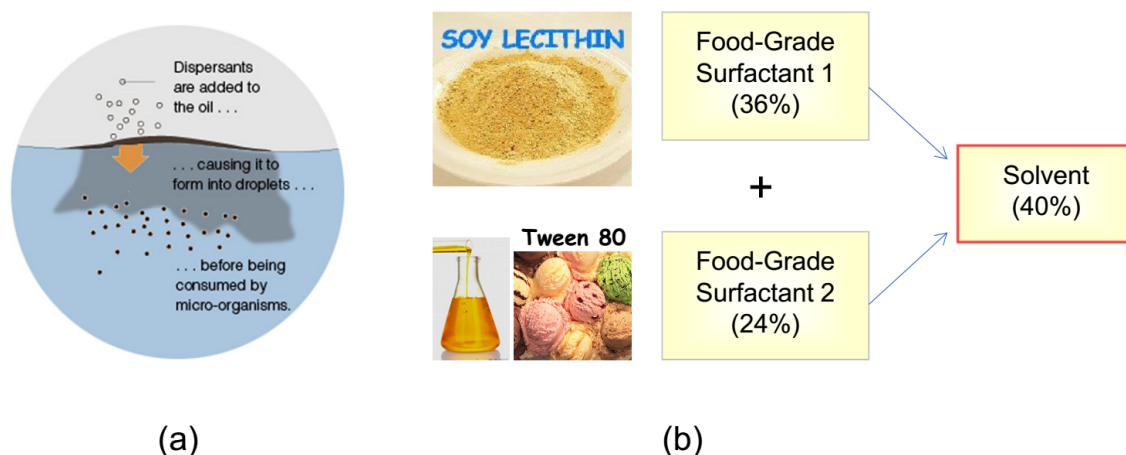 Dispersants
are added to
the oil . . .
. . . causing it to
form into droplets . . .
. . . before being
consumed by
micro-organisms.
(a)
SOY LECITHIN
Food-Grade
Surfactant 1
(36%)
+
Tween 80
Food-Grade
Surfactant 2
(24%)
Solvent
(40%)
(b)